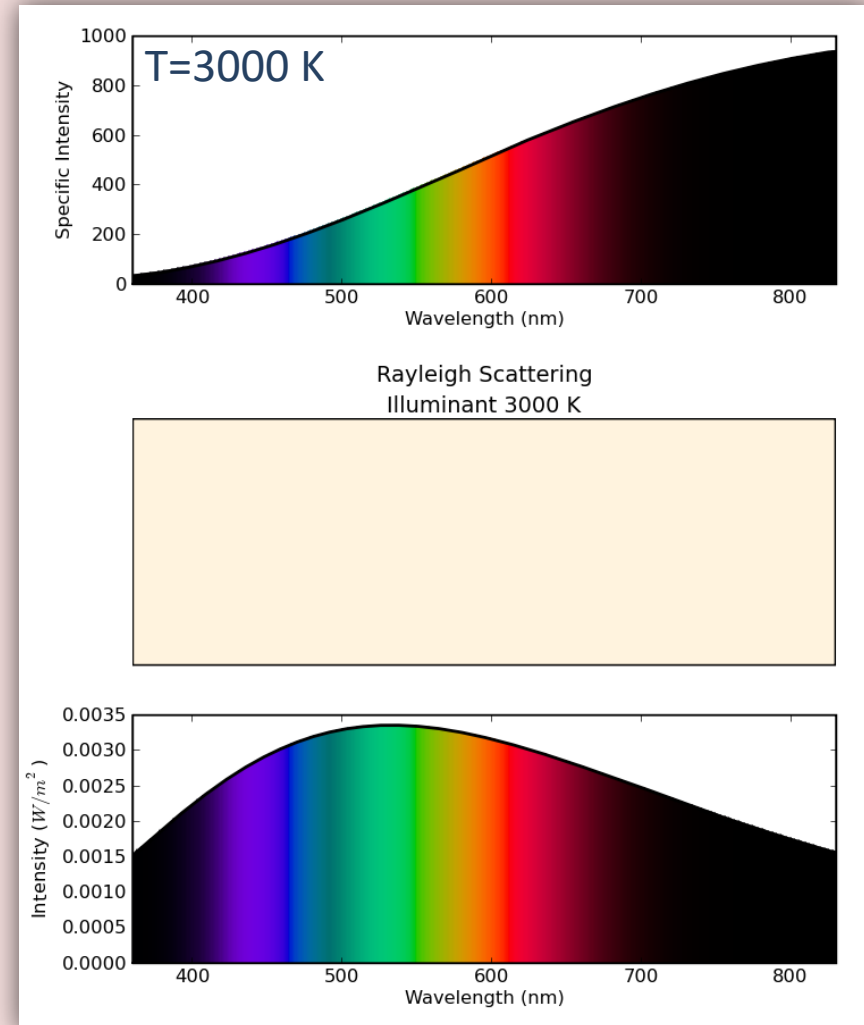 T=3000 K
1000
800
600
400
200
0
Specific Intensity
400 500 600 700 800
Wavelength (nm)
Rayleigh Scattering
Illuminant 3000 K
0.0035
0.0030
0.0025
0.0020
0.0015
0.0010
0.0005
0.0000
Intensity (W/m²)
400 500 600 700 800
Wavelength (nm)